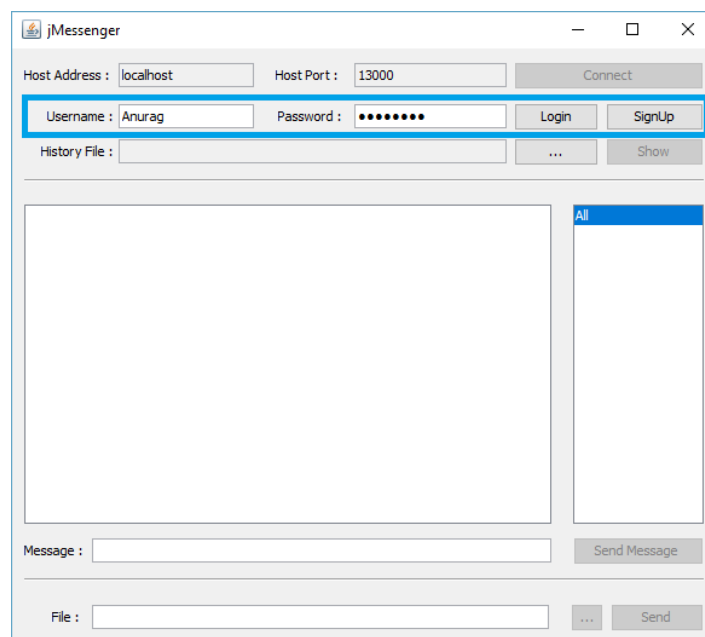 jMessenger
Host Address : localhost Host Port : 13000 Connect
Username : Anurag Password : ●●●●●●●● Login SignUp
History File : ... Show
All
Message : Send Message
File : ... Send